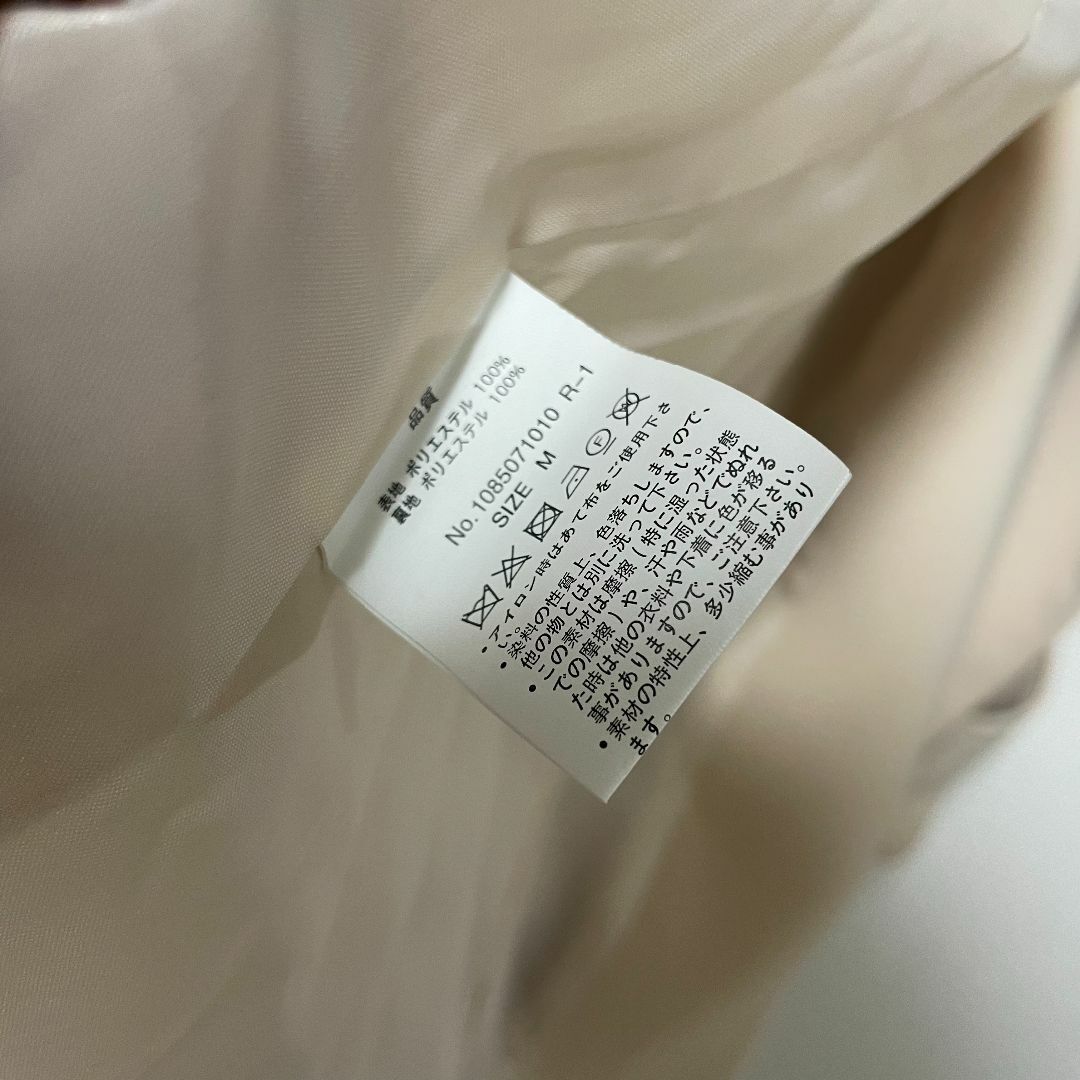 品質
表地 ポリエステル 100%
裏地 ポリエステル 100%
No.1085071010 R-1
SIZE M
F
W
・アイロン時はあて布をご使用下さ
い。
・染料の性質上、色落ちしますので、
他の物とは別に洗って下さい。
・この素材は摩擦(特に湿った状態
での摩擦)や、汗や雨などでぬれ
た時は他の衣料や下着に色が移る
事がありますので、ご注意下さい。
・素材の特性上、多少縮む事があり
ます。